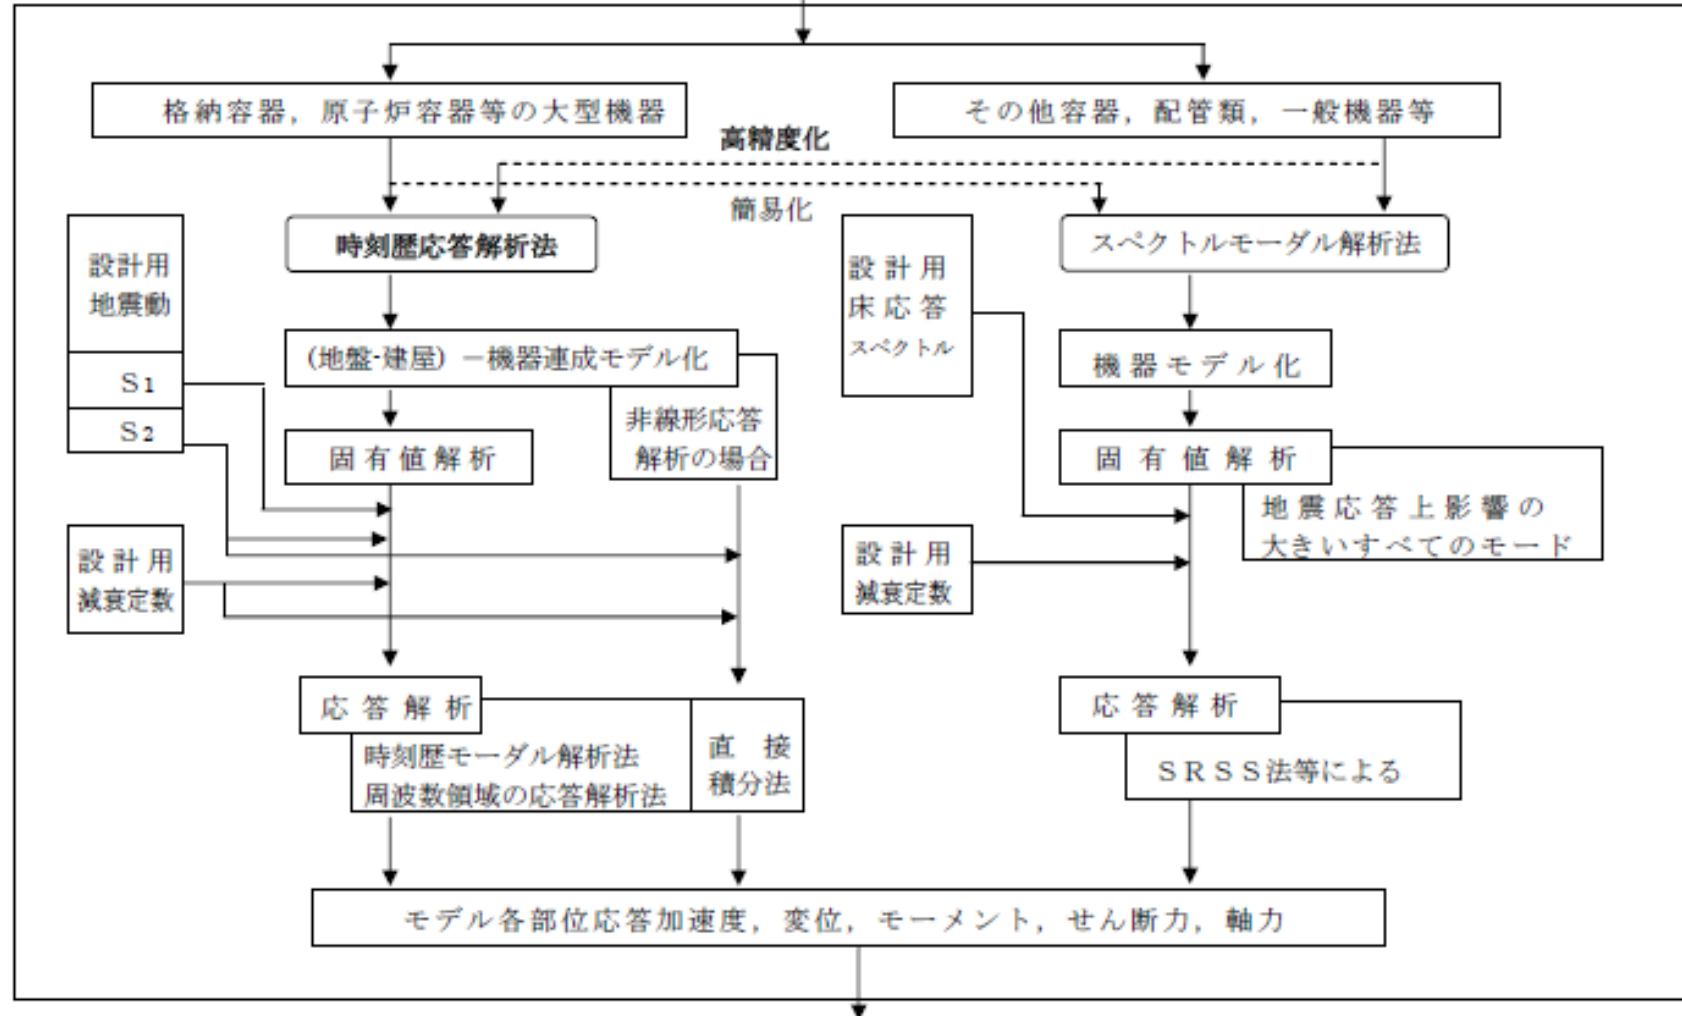 格納容器，原子炉容器等の大型機器
その他容器，配管類，一般機器等
高精度化
簡易化
時刻歴応答解析法
スペクトルモーダル解析法
設計用
地震動
S1
S2
設計用
床応答
スペクトル
(地盤-建屋）－機器連成モデル化
機器モデル化
非線形応答
解析の場合
固有値解析
固有値解析
地震応答上影響の
大きいすべてのモード
設計用
減衰定数
設計用
減衰定数
応答解析
時刻歴モーダル解析法
周波数領域の応答解析法
直接
積分法
応答解析
ＳＲＳＳ法等による
モデル各部位応答加速度，変位，モーメント，せん断力，軸力